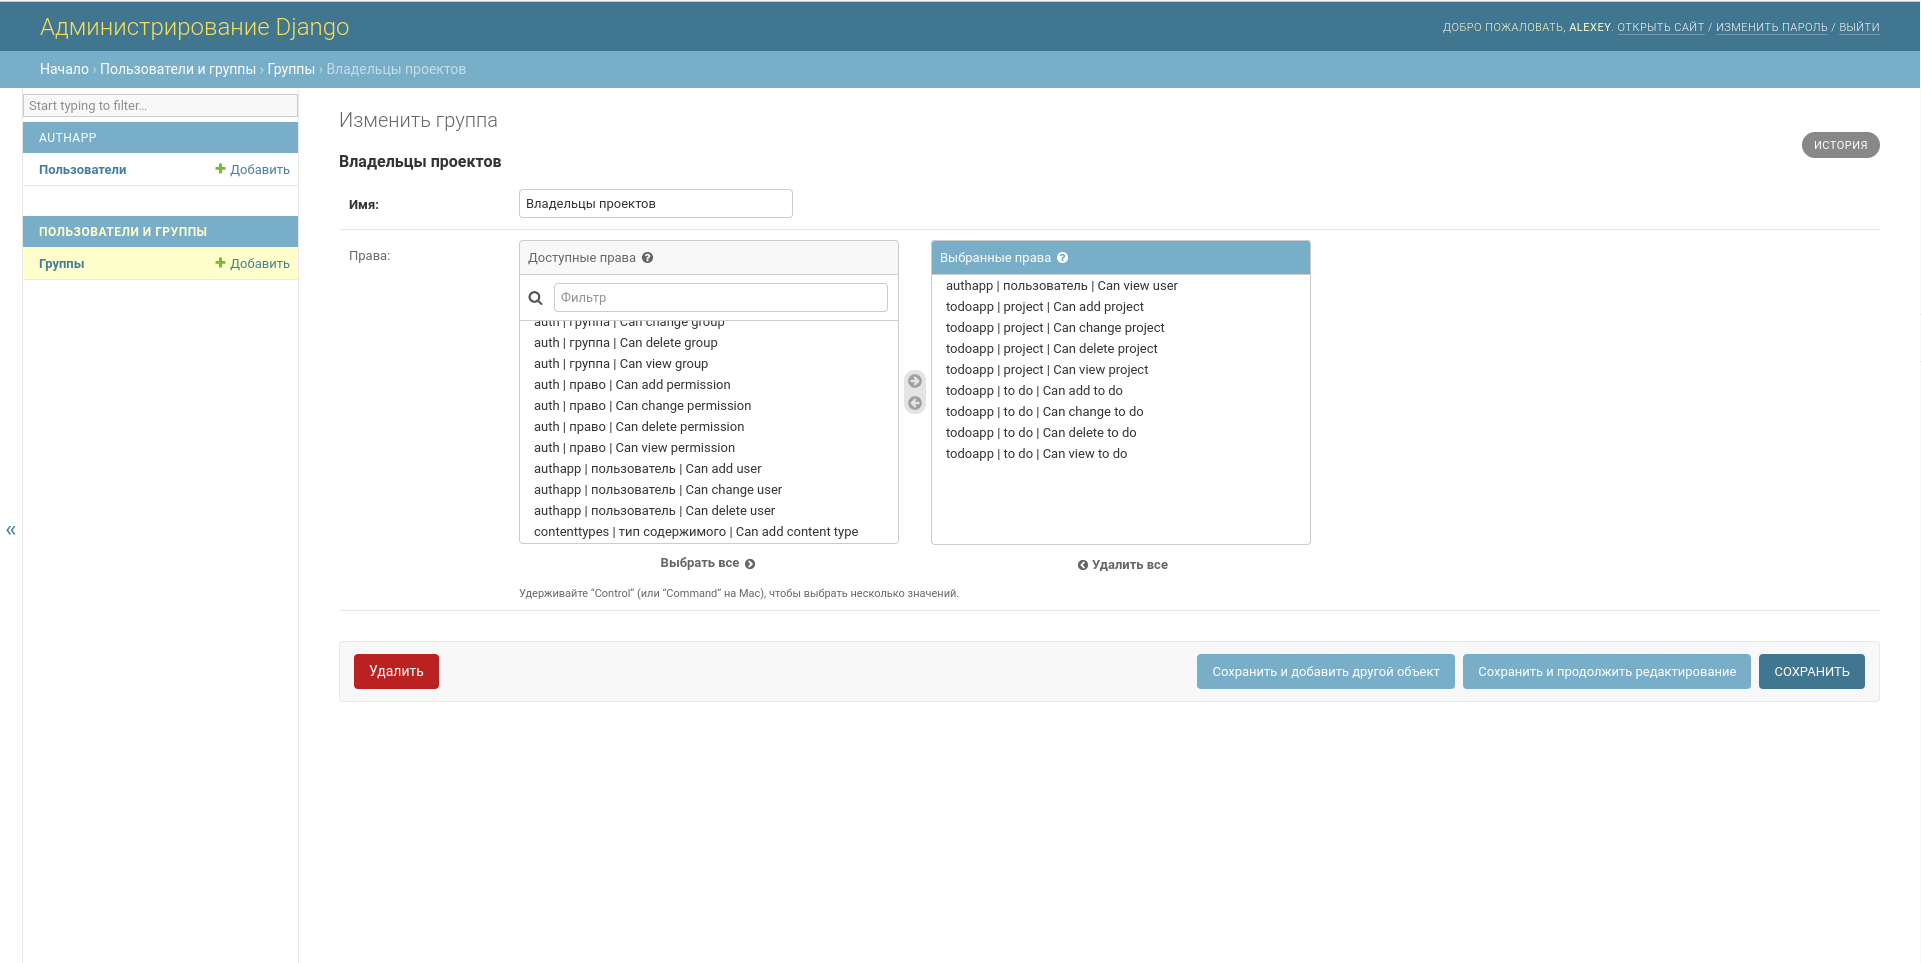 Администрирование Django
ДОБРО ПОЖАЛОВАТЬ, ALEXEY. ОТКРЫТЬ САЙТ / ИЗМЕНИТЬ ПАРОЛЬ / ВЫЙТИ
Начало › Пользователи и группы › Группы › Владельцы проектов
Start typing to filter...
AUTHAPP
Пользователи
Добавить
ПОЛЬЗОВАТЕЛИ И ГРУППЫ
Группы
Добавить
«
Изменить группа
ИСТОРИЯ
Владельцы проектов
Имя:
Владельцы проектов
Права:
Доступные права ?
Фильтр
auth | группа | Can change group
auth | группа | Can delete group
auth | группа | Can view group
auth | право | Can add permission
auth | право | Can change permission
auth | право | Can delete permission
auth | право | Can view permission
authapp | пользователь | Can add user
authapp | пользователь | Can change user
authapp | пользователь | Can delete user
contenttypes | тип содержимого | Can add content type
Выбрать все
Выбранные права ?
authapp | пользователь | Can view user
todoapp | project | Can add project
todoapp | project | Can change project
todoapp | project | Can delete project
todoapp | project | Can view project
todoapp | to do | Can add to do
todoapp | to do | Can change to do
todoapp | to do | Can delete to do
todoapp | to do | Can view to do
Удалить все
Удерживайте “Control“ (или “Command“ на Mac), чтобы выбрать несколько значений.
Удалить
Сохранить и добавить другой объект
Сохранить и продолжить редактирование
СОХРАНИТЬ